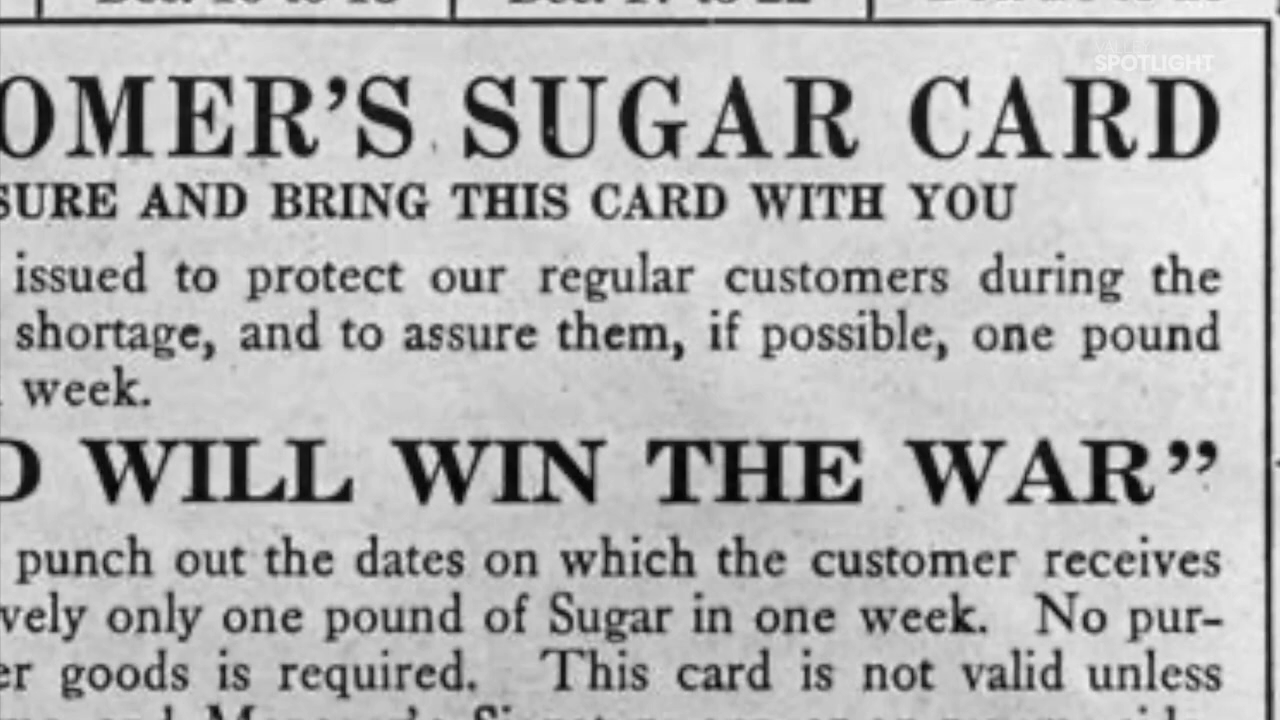 VALLEY
SPOTLIGHT
OMER'S SUGAR CARD
SURE AND BRING THIS CARD WITH YOU
issued to protect our regular customers during the
shortage, and to assure them, if possible, one pound
week.
D WILL WIN THE WAR”
punch out the dates on which the customer receives
vely only one pound of Sugar in one week. No pur-
er goods is required. This card is not valid unless